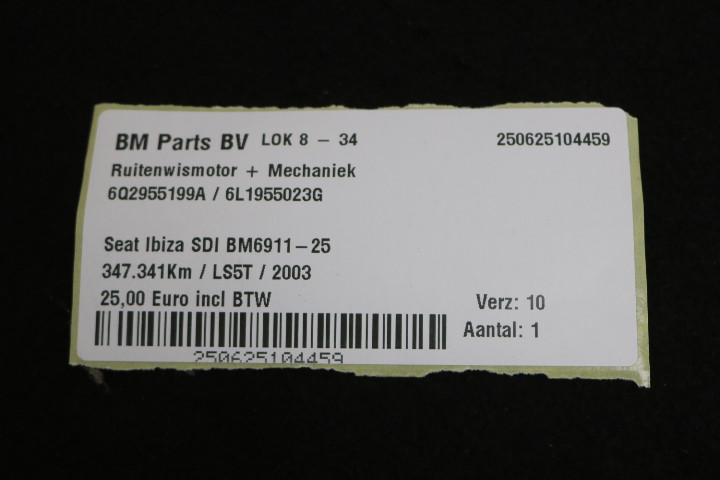 BM Parts BV LOK 8 – 34 250625104459
Ruitenwismotor + Mechaniek
6Q2955199A / 6L1955023G
Seat Ibiza SDI BM6911–25
347.341Km / LS5T / 2003
25,00 Euro incl BTW Verz: 10
Aantal: 1
250625104459